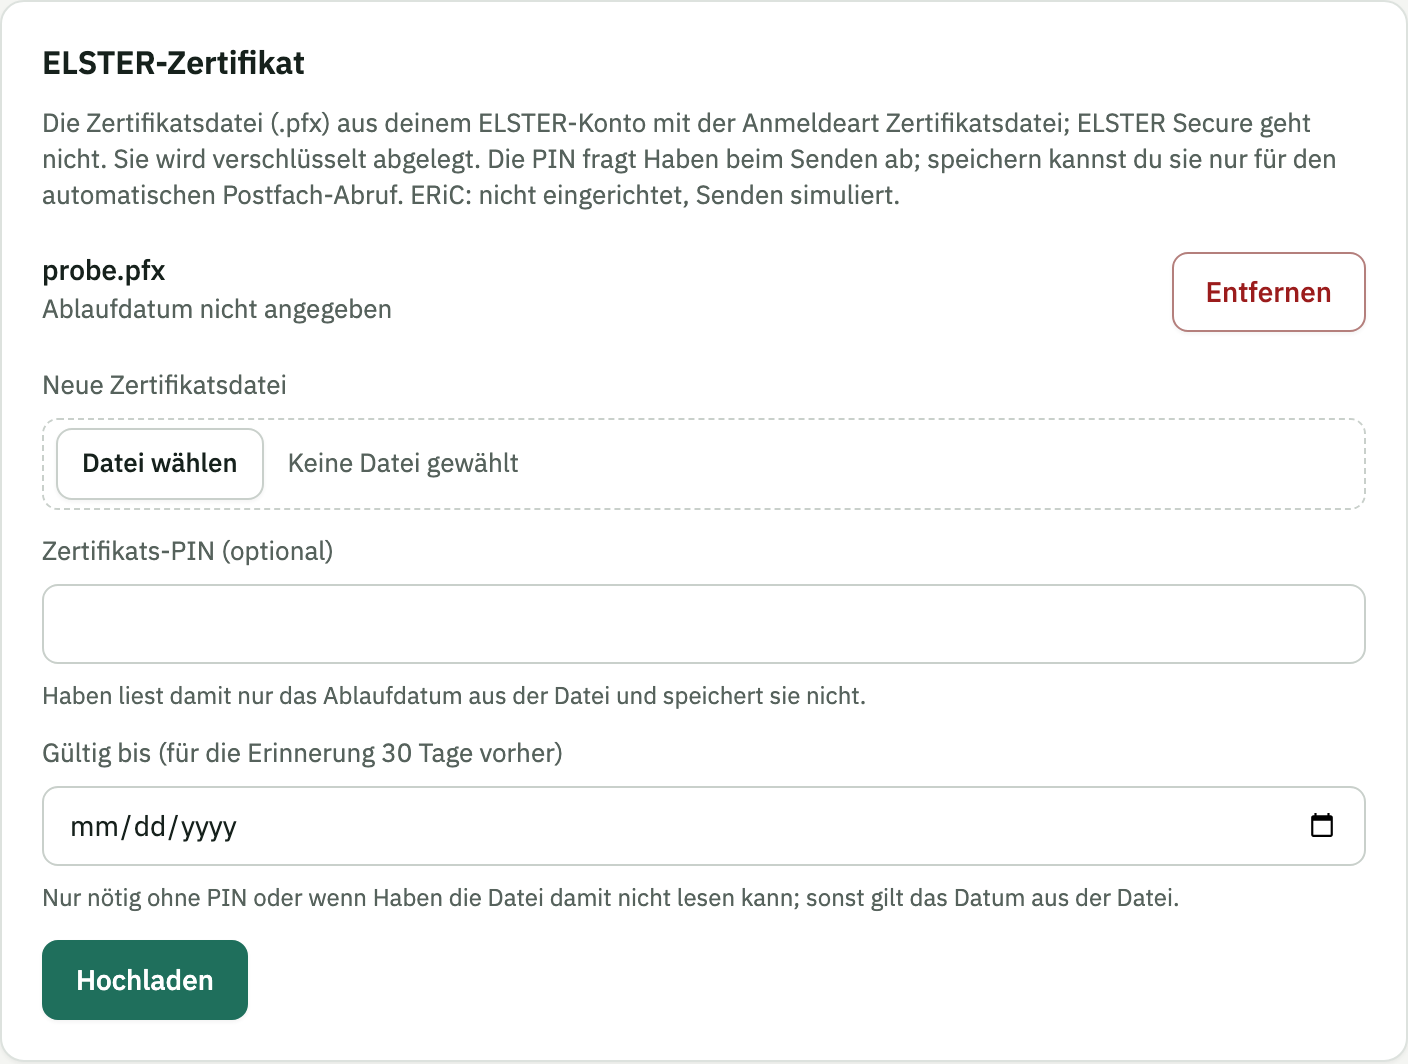 ELSTER-Zertifikat
Die Zertifikatsdatei (.pfx) aus deinem ELSTER-Konto mit der Anmeldeart Zertifikatsdatei; ELSTER Secure geht
nicht. Sie wird verschlüsselt abgelegt. Die PIN fragt Haben beim Senden ab; speichern kannst du sie nur für den
automatischen Postfach-Abruf. ERiC: nicht eingerichtet, Senden simuliert.
probe.pfx
Ablaufdatum nicht angegeben
Entfernen
Neue Zertifikatsdatei
Datei wählen Keine Datei gewählt
Zertifikats-PIN (optional)
Haben liest damit nur das Ablaufdatum aus der Datei und speichert sie nicht.
Gültig bis (für die Erinnerung 30 Tage vorher)
mm/dd/yyyy
Nur nötig ohne PIN oder wenn Haben die Datei damit nicht lesen kann; sonst gilt das Datum aus der Datei.
Hochladen